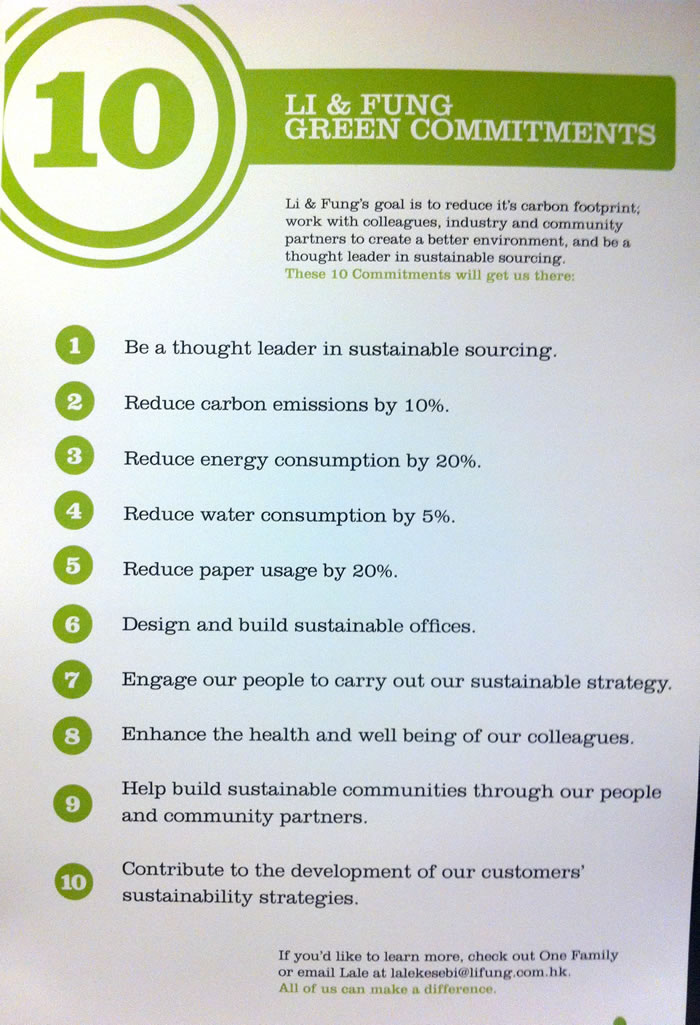 10
LI & FUNG
GREEN COMMITMENTS
Li & Fung's goal is to reduce it's carbon footprint;
work with colleagues, industry and community
partners to create a better environment, and be a
thought leader in sustainable sourcing.
These 10 Commitments will get us there:
1 Be a thought leader in sustainable sourcing.
2 Reduce carbon emissions by 10%.
3 Reduce energy consumption by 20%.
4 Reduce water consumption by 5%.
5 Reduce paper usage by 20%.
6 Design and build sustainable offices.
7 Engage our people to carry out our sustainable strategy.
8 Enhance the health and well being of our colleagues.
9 Help build sustainable communities through our people
and community partners.
10 Contribute to the development of our customers'
sustainability strategies.
If you'd like to learn more, check out One Family
or email Lale at lalekesebi@lifung.com.hk.
All of us can make a difference.